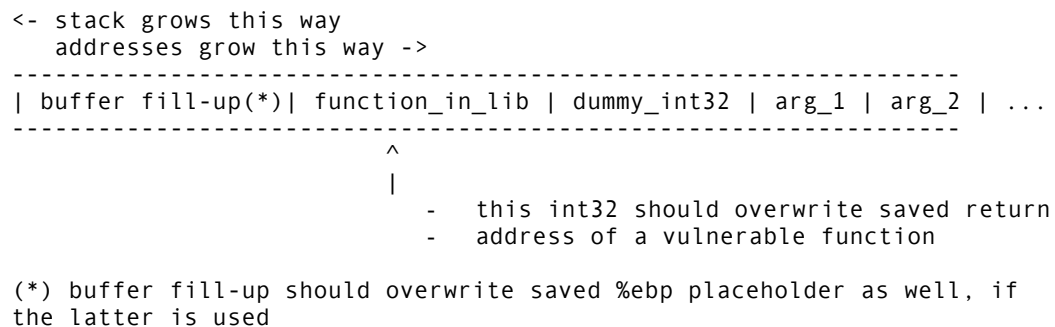 <- stack grows this way
   addresses grow this way ->
------------------------------------------------------------------
| buffer fill-up(*)| function_in_lib | dummy_int32 | arg_1 | arg_2 | ...
------------------------------------------------------------------
                          ^
                          |
                             -   this int32 should overwrite saved return
                             -   address of a vulnerable function
(*) buffer fill-up should overwrite saved %ebp placeholder as well, if
the latter is used